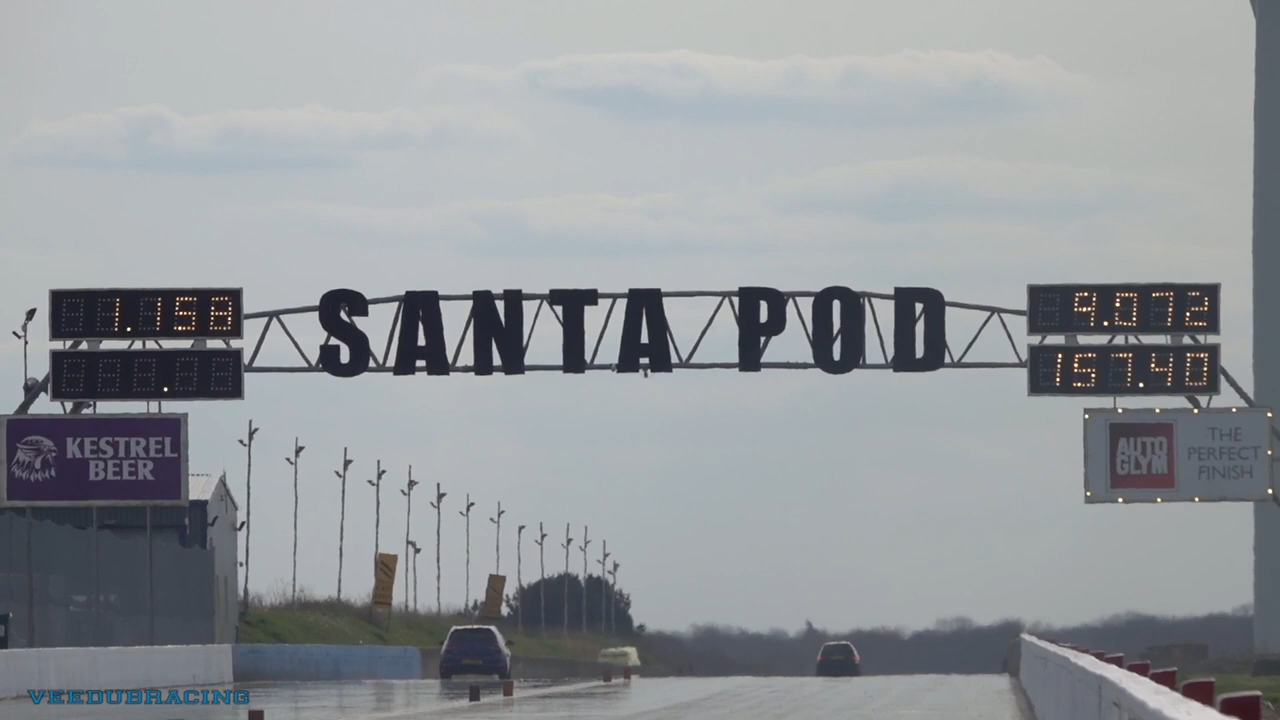 SANTA POD
1.158
9.072
157.40
KESTREL
BEER
AUTO
GLYM
THE
PERFECT
FINISH
VEEDUBRACING